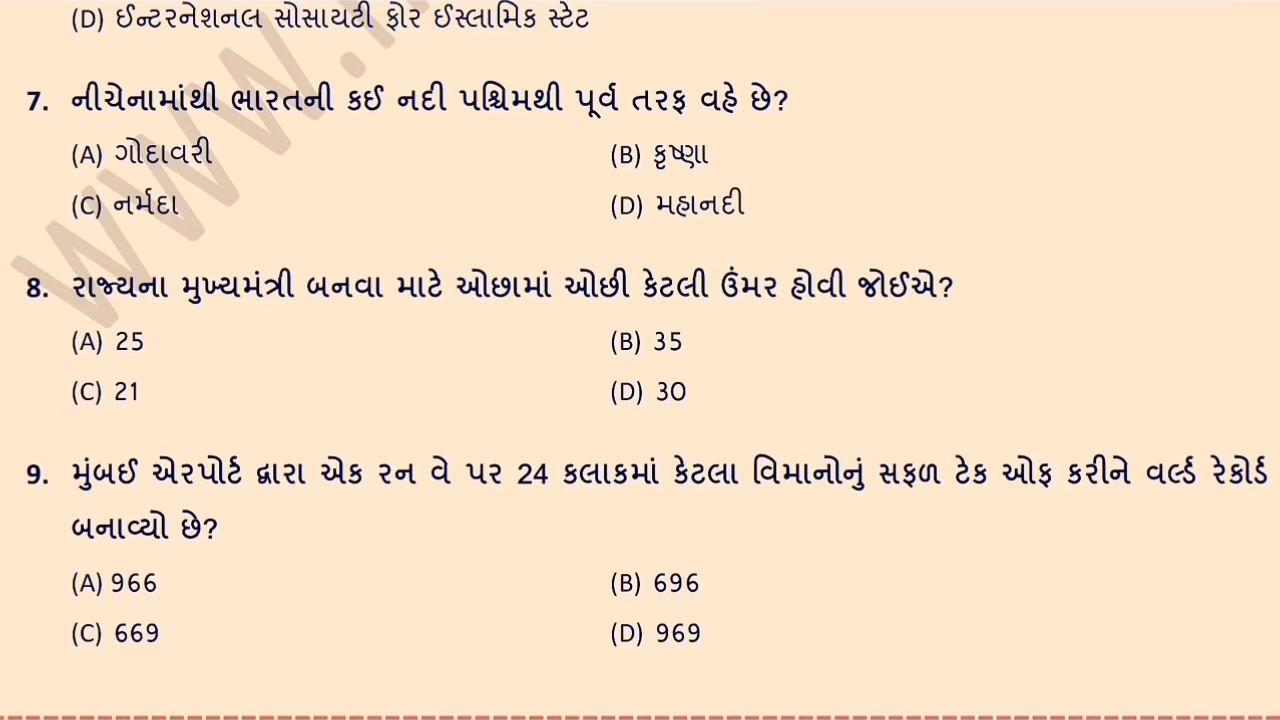 (D) ઈન્ટરનેશનલ સોસાયટી ફોર ઈસ્લામિક સ્ટેટ
7. નીચેનામાંથી ભારતની કઈ નદી પશ્ચિમથી પૂર્વ તરફ વહે છે?
(A) ગોદાવરી (B) કૃષ્ણા
(C) નર્મદા (D) મહાનદી
8. રાજ્યના મુખ્યમંત્રી બનવા માટે ઓછામાં ઓછી કેટલી ઉંમર હોવી જોઈએ?
(A) 25 (B) 35
(C) 21 (D) 30
9. મુંબઈ એરપોર્ટ દ્વારા એક રન વે પર 24 કલાકમાં કેટલા વિમાનોનું સફળ ટેક ઓફ કરીને વર્લ્ડ રેકોર્ડ
બનાવ્યો છે?
(A) 966 (B) 696
(C) 669 (D) 969
www.